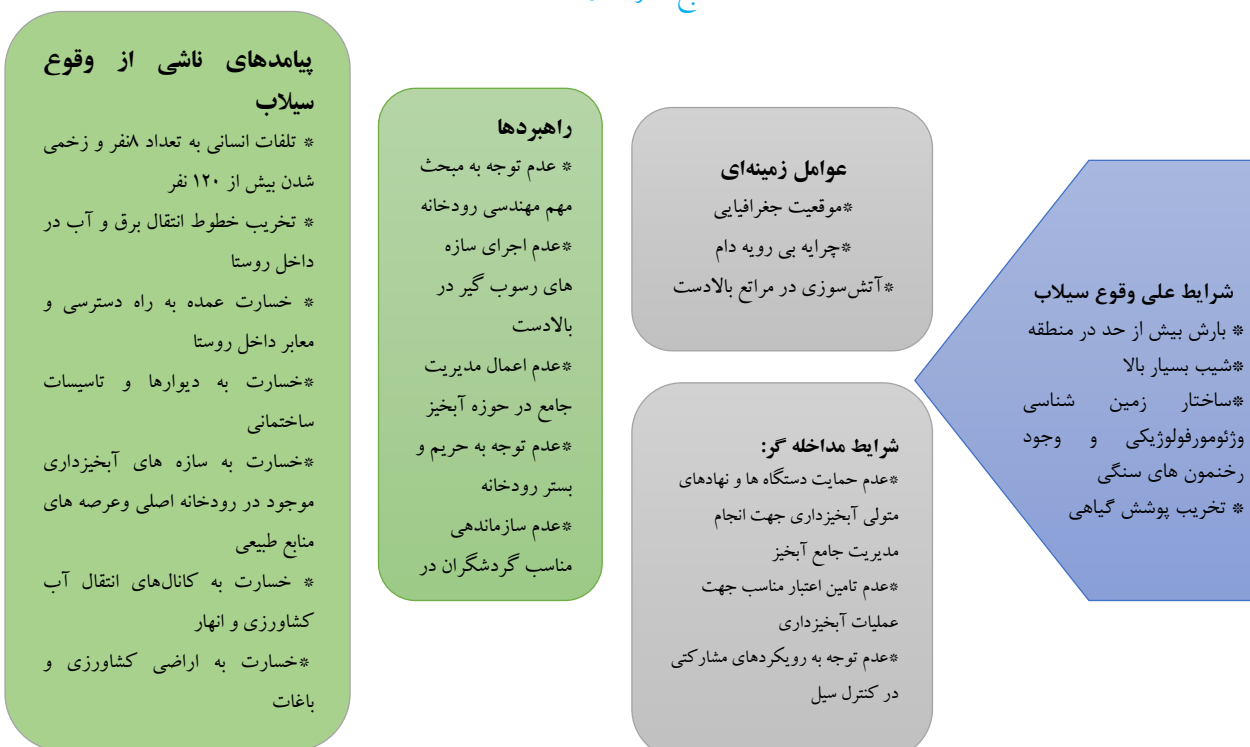 شرایط علی وقوع سیلاب
* بارش بیش از حد در منطقه
*شیب بسیار بالا
*ساختار زمین شناسی
وژئومورفولوژیکی و وجود
رخنمون های سنگی
* تخریب پوشش گیاهی
عوامل زمینه‌ای
*موقعیت جغرافیایی
*چرایه بی رویه دام
*آتش‌سوزی در مراتع بالادست
شرایط مداخله گر:
*عدم حمایت دستگاه ها و نهادهای
متولی آبخیزداری جهت انجام
مدیریت جامع آبخیز
*عدم تامین اعتبار مناسب جهت
عملیات آبخیزداری
*عدم توجه به رویکردهای مشارکتی
در کنترل سیل
راهبردها
* عدم توجه به مبحث
مهم مهندسی رودخانه
*عدم اجرای سازه
های رسوب گیر در
بالادست
*عدم اعمال مدیریت
جامع در حوزه آبخیز
*عدم توجه به حریم و
بستر رودخانه
*عدم سازماندهی
مناسب گردشگران در
پیامدهای ناشی از وقوع
سیلاب
* تلفات انسانی به تعداد ۸نفر و زخمی
شدن بیش از ۱۲۰ نفر
* تخریب خطوط انتقال برق و آب در
داخل روستا
* خسارت عمده به راه دسترسی و
معابر داخل روستا
*خسارت به دیوارها و تاسیسات
ساختمانی
*خسارت به سازه های آبخیزداری
موجود در رودخانه اصلی وعرصه های
منابع طبیعی
* خسارت به کانال‌های انتقال آب
کشاورزی و انهار
*خسارت به اراضی کشاورزی و
باغات